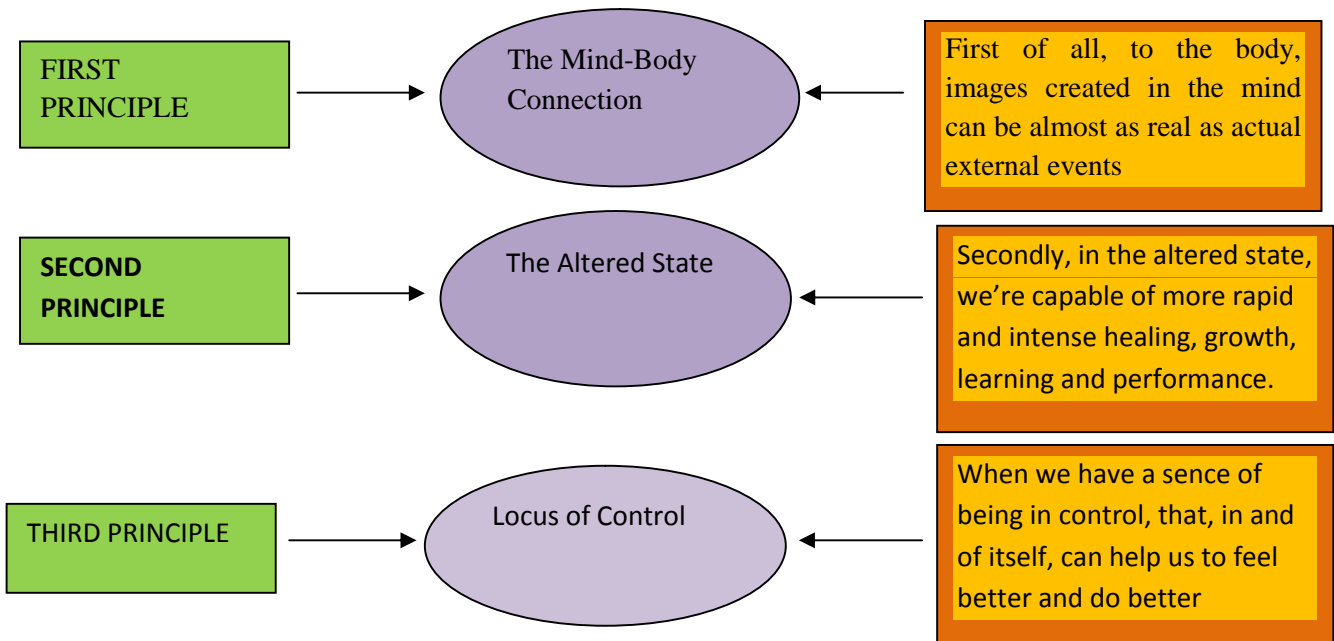 FIRST
PRINCIPLE
The Mind-Body
Connection
First of all, to the body,
images created in the mind
can be almost as real as actual
external events
SECOND
PRINCIPLE
The Altered State
Secondly, in the altered state,
we’re capable of more rapid
and intense healing, growth,
learning and performance.
THIRD PRINCIPLE
Locus of Control
When we have a sence of
being in control, that, in and
of itself, can help us to feel
better and do better